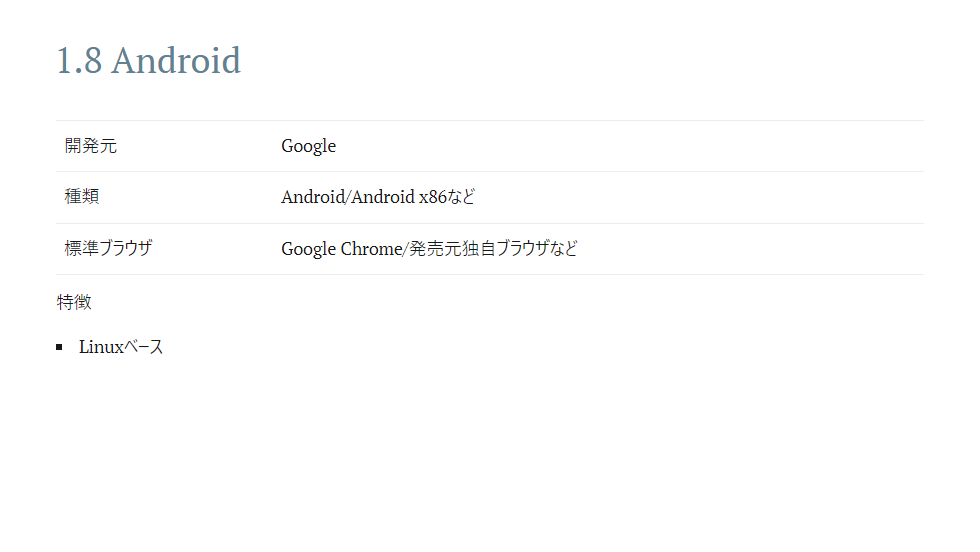 1.8 Android
開発元 Google
種類 Android/Android x86など
標準ブラウザ Google Chrome/発売元独自ブラウザなど
特徴
▪ Linuxベース